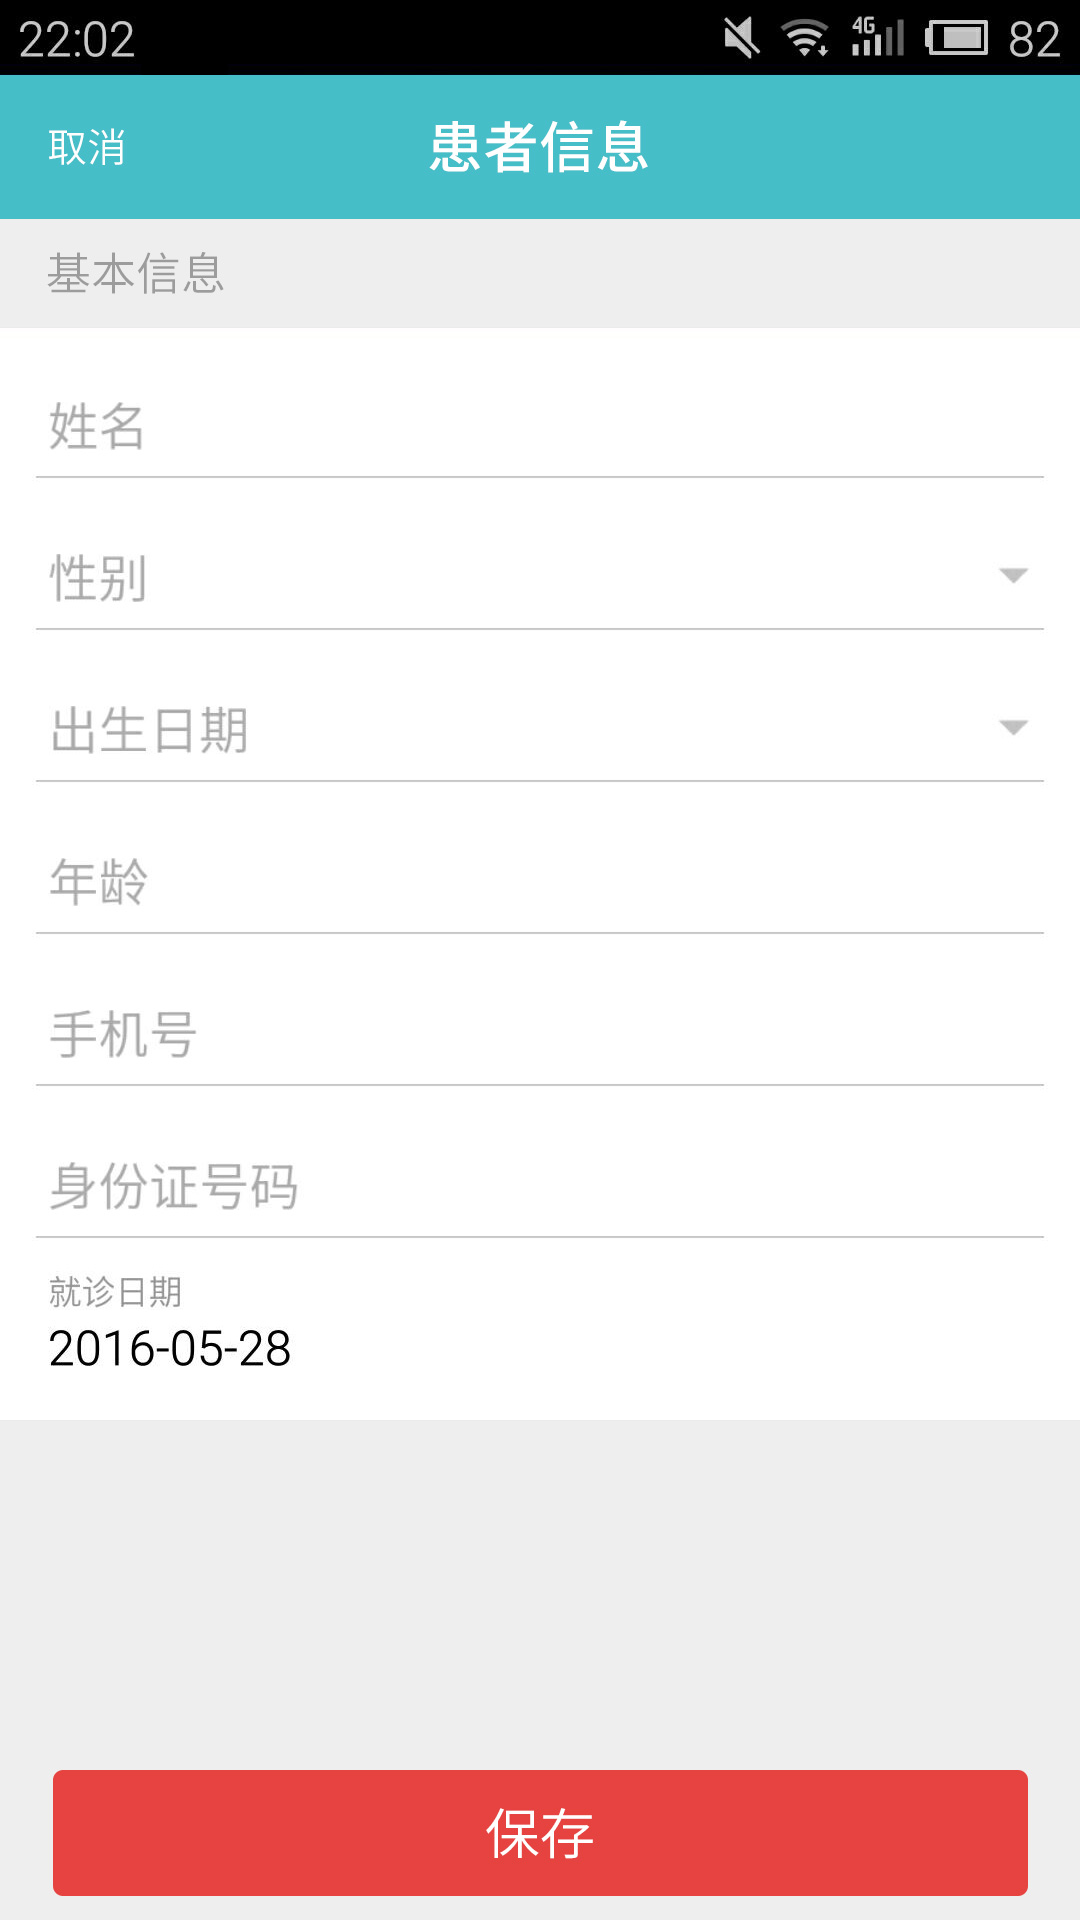 22:02 4G 82
取消 患者信息
基本信息
姓名
性别
出生日期
年龄
手机号
身份证号码
就诊日期
2016-05-28
保存